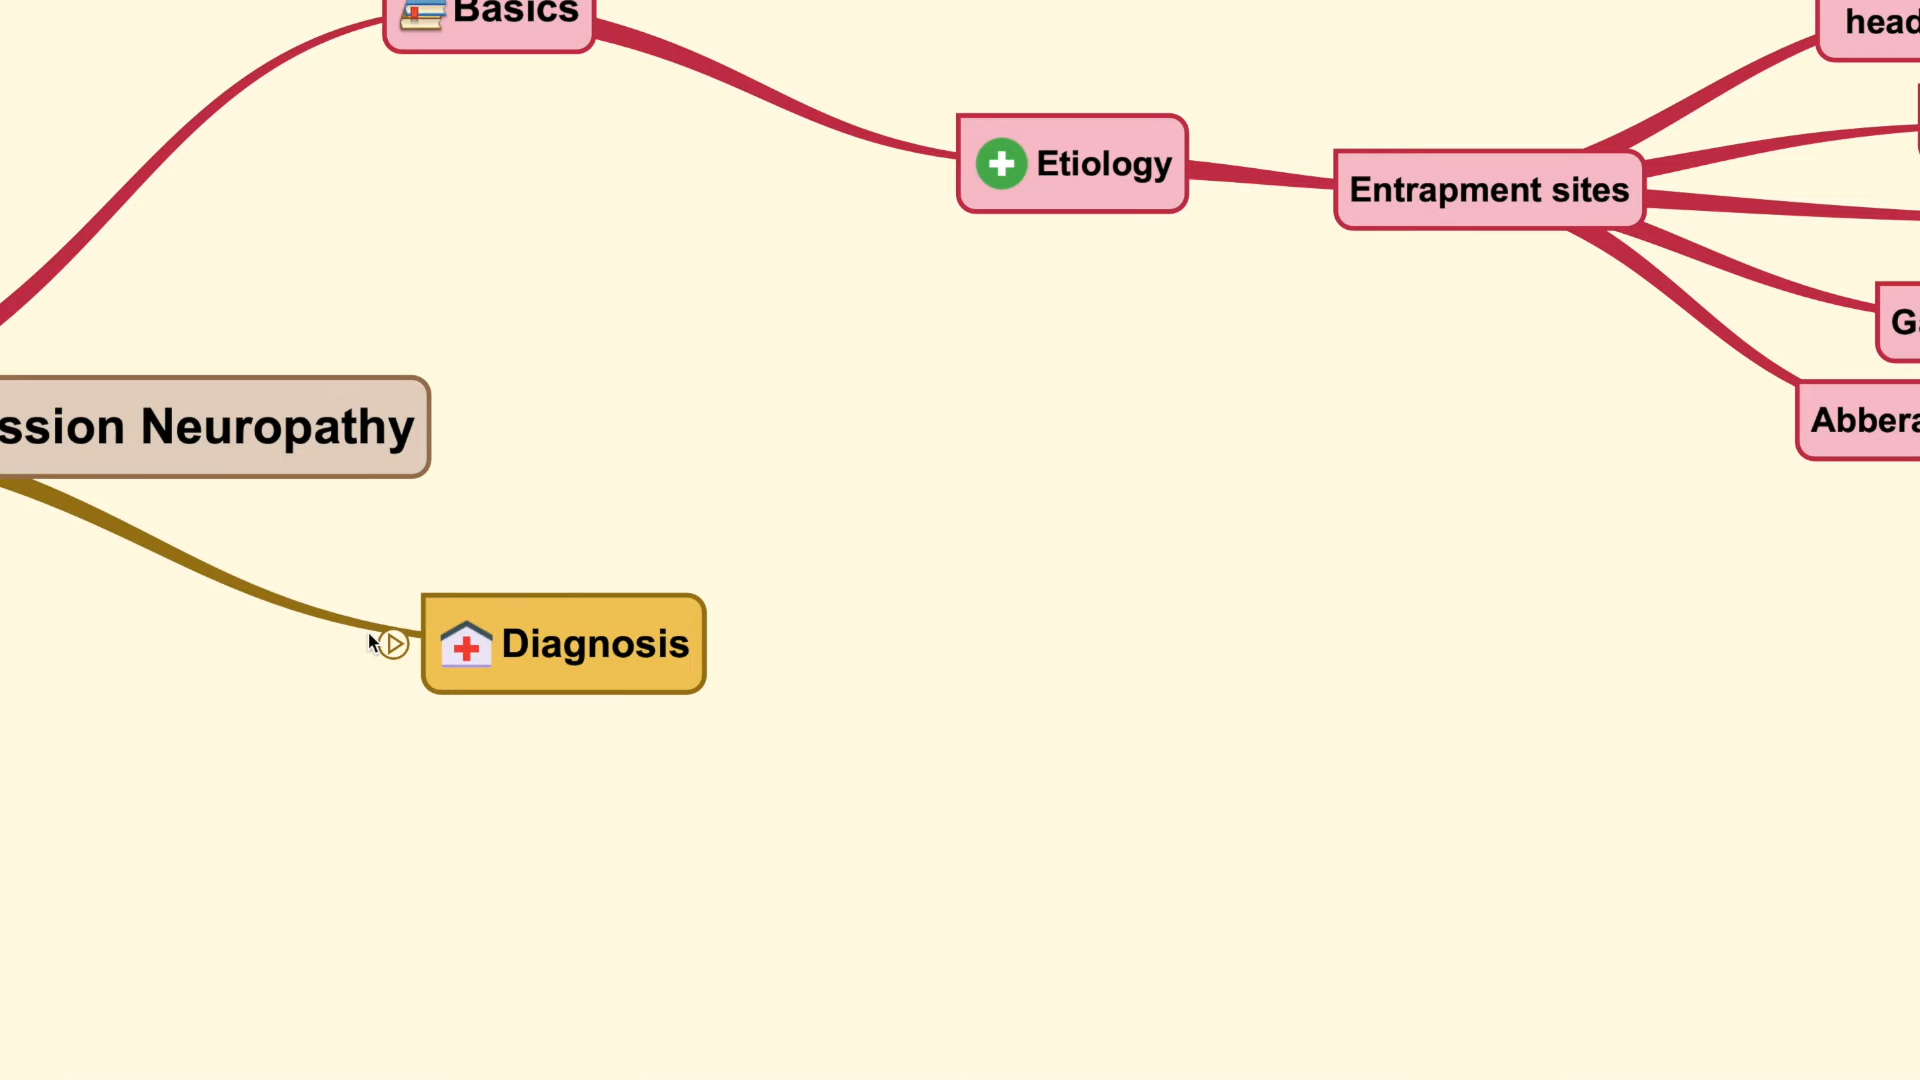 Basics
head
Etiology
Entrapment sites
ssion Neuropathy
Abbera
Diagnosis